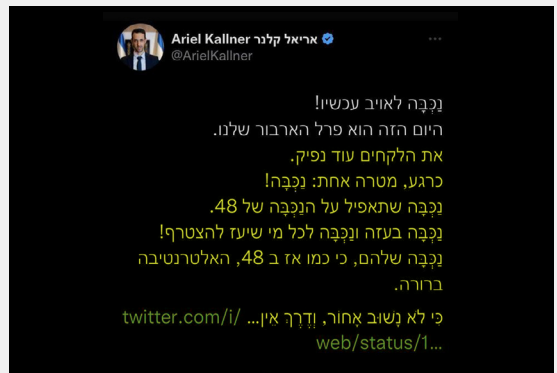 Ariel Kallner אריאל קלנר
@ArielKallner
נַכְּבָּה לאויב עכשיו!
היום הזה הוא פרל הארבור שלנו.
את הלקחים עוד נפיק.
כרגע, מטרה אחת: נַכְּבָּה!
נַכְּבָּה שתאפיל על הנַכְּבָּה של 48.
נַכְּבָּה בעזה ונַכְּבָּה לכל מי שיעז להצטרף!
נַכְּבָּה שלהם, כי כמו אז ב 48, האלטרנטיבה
ברורה.
כִּי לֹא נָשׁוּב אָחוֹר, וְדֶרֶךְ אֵין... twitter.com/i/
web/status/1...